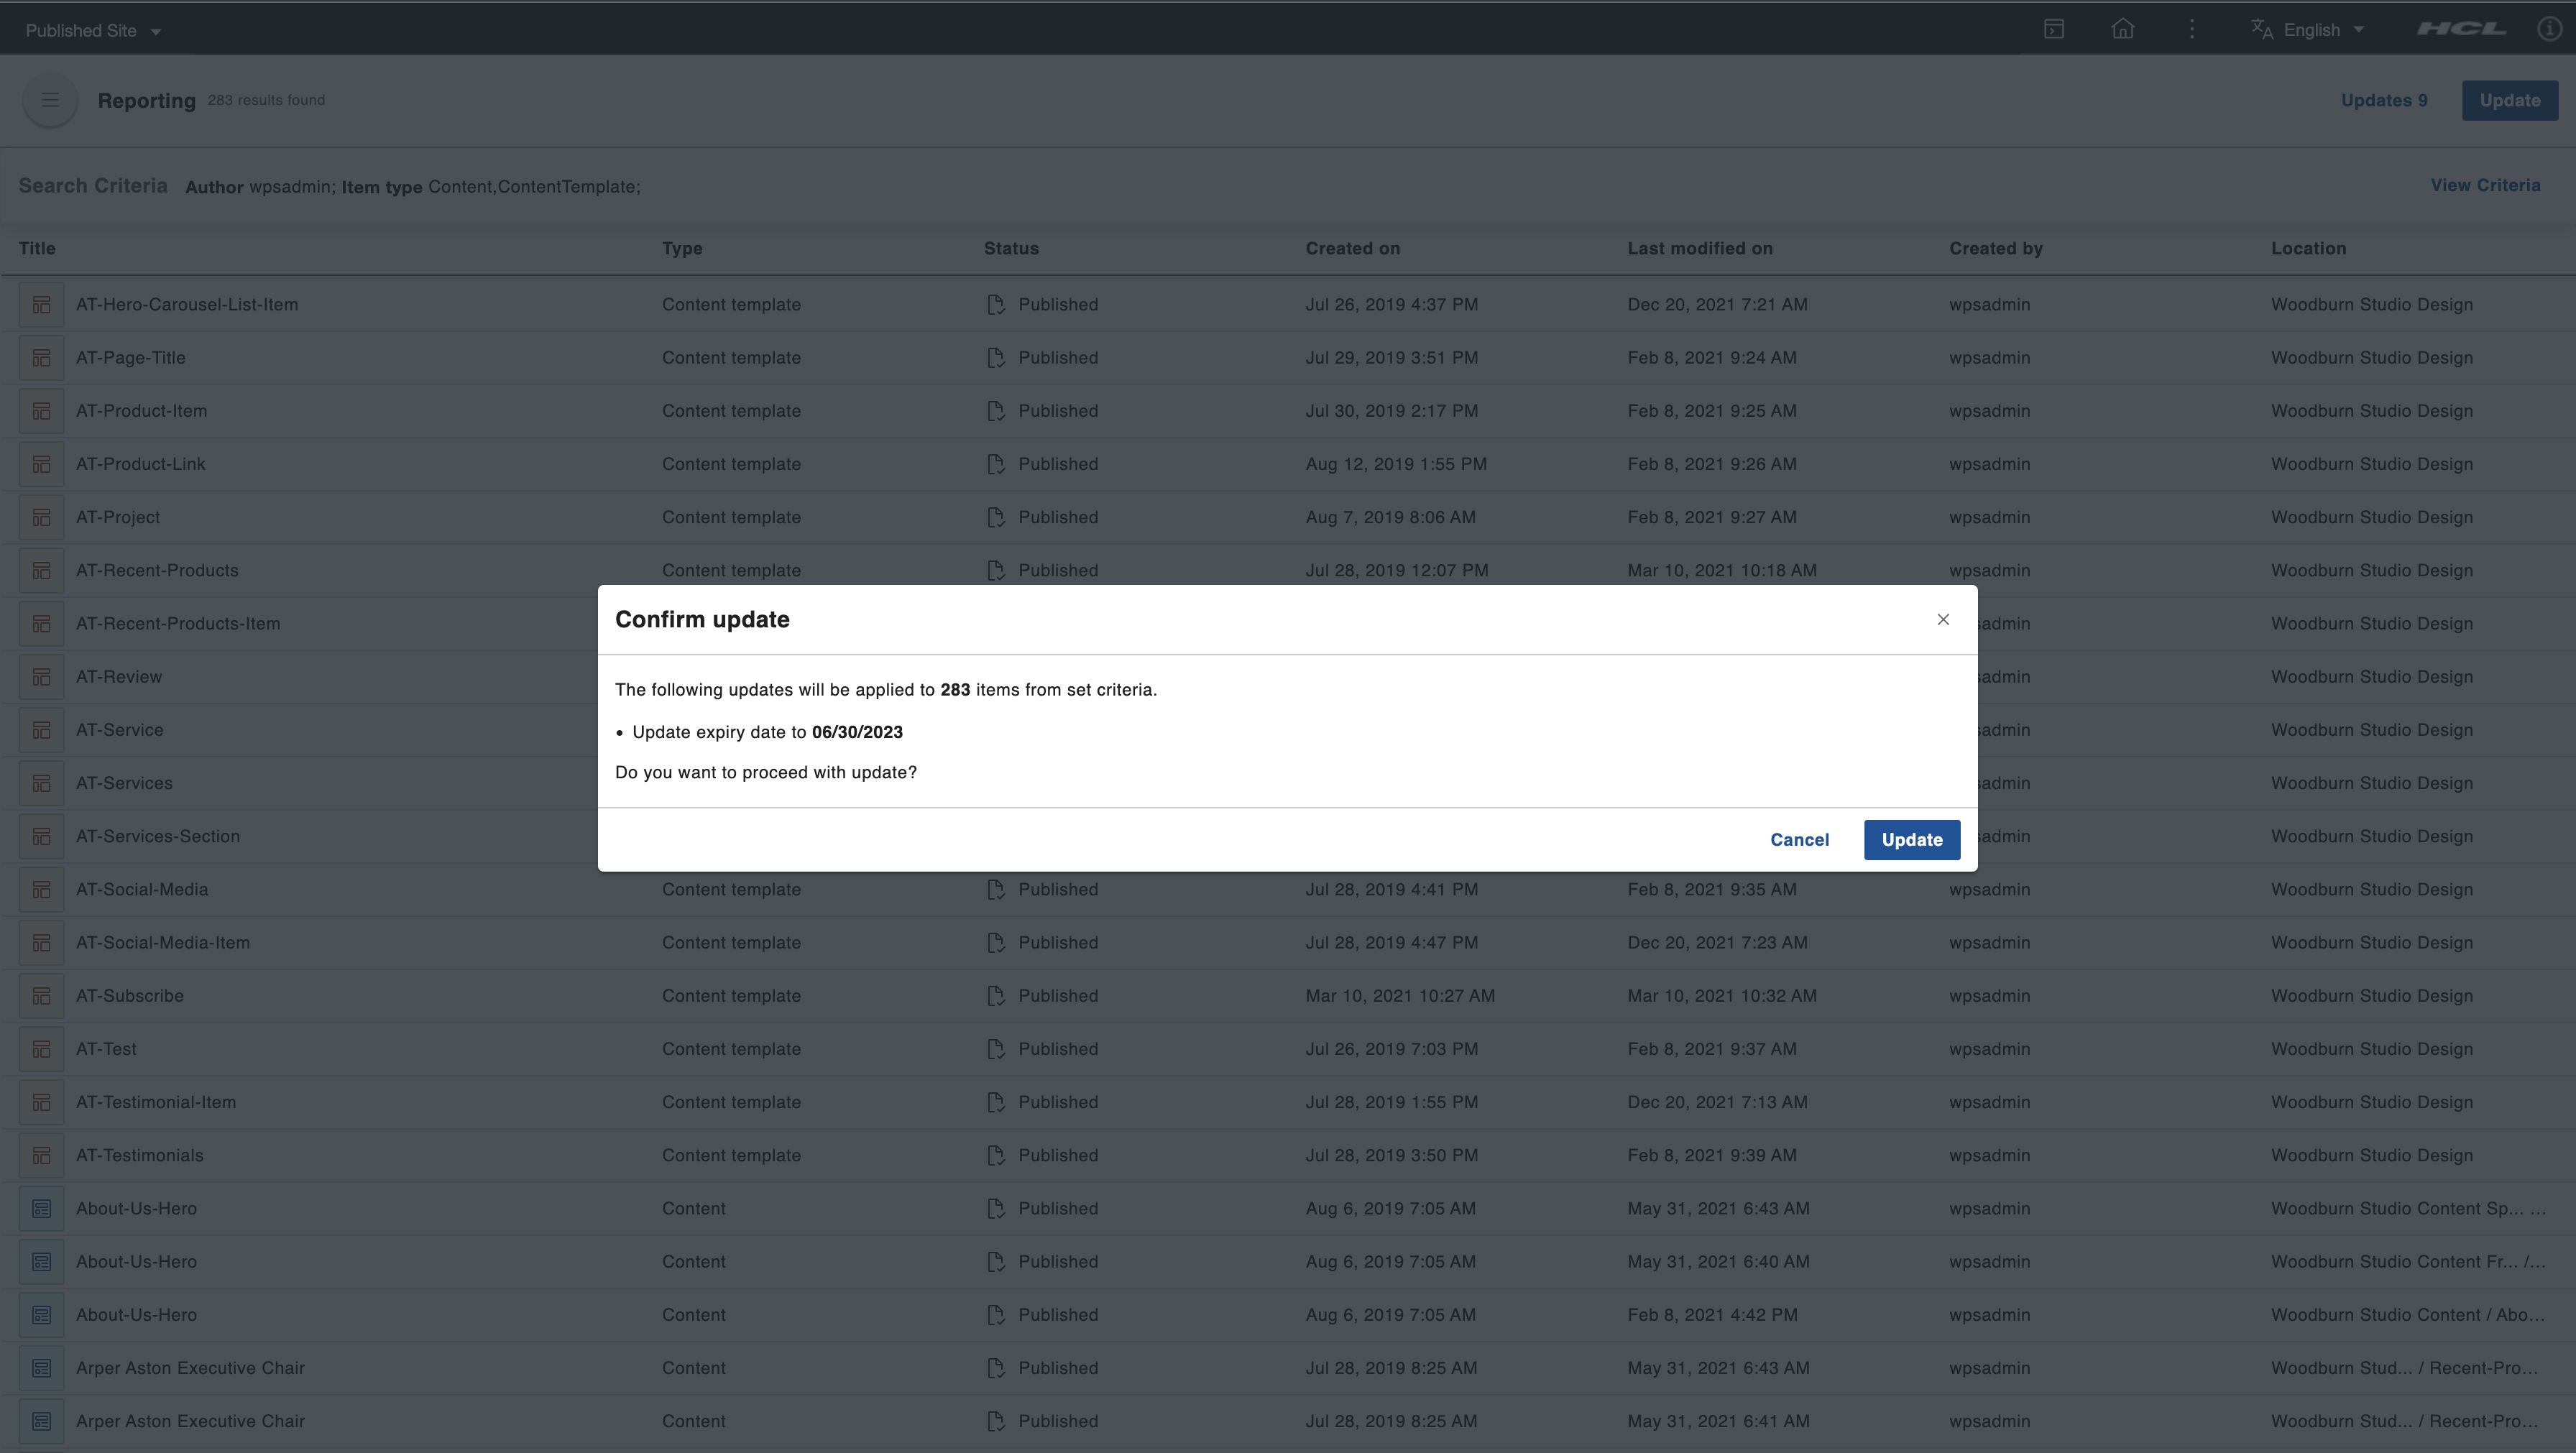 Published Site English HCL
Reporting 283 results found Updates 9 Update
Search Criteria Author wpsadmin; Item type Content,ContentTemplate; View Criteria
Title Type Status Created on Last modified on Created by Location
AT-Hero-Carousel-List-Item Content template Published Jul 26, 2019 4:37 PM Dec 20, 2021 7:21 AM wpsadmin Woodburn Studio Design
AT-Page-Title Content template Published Jul 29, 2019 3:51 PM Feb 8, 2021 9:24 AM wpsadmin Woodburn Studio Design
AT-Product-Item Content template Published Jul 30, 2019 2:17 PM Feb 8, 2021 9:25 AM wpsadmin Woodburn Studio Design
AT-Product-Link Content template Published Aug 12, 2019 1:55 PM Feb 8, 2021 9:26 AM wpsadmin Woodburn Studio Design
AT-Project Content template Published Aug 7, 2019 8:06 AM Feb 8, 2021 9:27 AM wpsadmin Woodburn Studio Design
AT-Recent-Products Content template Published Jul 28, 2019 12:07 PM Mar 10, 2021 10:18 AM wpsadmin Woodburn Studio Design
AT-Recent-Products-Item sadmin Woodburn Studio Design
AT-Review sadmin Woodburn Studio Design
AT-Service sadmin Woodburn Studio Design
AT-Services sadmin Woodburn Studio Design
AT-Services-Section sadmin Woodburn Studio Design
Confirm update
The following updates will be applied to 283 items from set criteria.
• Update expiry date to 06/30/2023
Do you want to proceed with update?
Cancel Update
AT-Social-Media Content template Published Jul 28, 2019 4:41 PM Feb 8, 2021 9:35 AM wpsadmin Woodburn Studio Design
AT-Social-Media-Item Content template Published Jul 28, 2019 4:47 PM Dec 20, 2021 7:23 AM wpsadmin Woodburn Studio Design
AT-Subscribe Content template Published Mar 10, 2021 10:27 AM Mar 10, 2021 10:32 AM wpsadmin Woodburn Studio Design
AT-Test Content template Published Jul 26, 2019 7:03 PM Feb 8, 2021 9:37 AM wpsadmin Woodburn Studio Design
AT-Testimonial-Item Content template Published Jul 28, 2019 1:55 PM Dec 20, 2021 7:13 AM wpsadmin Woodburn Studio Design
AT-Testimonials Content template Published Jul 28, 2019 3:50 PM Feb 8, 2021 9:39 AM wpsadmin Woodburn Studio Design
About-Us-Hero Content Published Aug 6, 2019 7:05 AM May 31, 2021 6:43 AM wpsadmin Woodburn Studio Content Sp... ...
About-Us-Hero Content Published Aug 6, 2019 7:05 AM May 31, 2021 6:40 AM wpsadmin Woodburn Studio Content Fr... /...
About-Us-Hero Content Published Aug 6, 2019 7:05 AM Feb 8, 2021 4:42 PM wpsadmin Woodburn Studio Content / Abo...
Arper Aston Executive Chair Content Published Jul 28, 2019 8:25 AM May 31, 2021 6:43 AM wpsadmin Woodburn Stud... / Recent-Pro...
Arper Aston Executive Chair Content Published Jul 28, 2019 8:25 AM May 31, 2021 6:41 AM wpsadmin Woodburn Stud... / Recent-Pro...